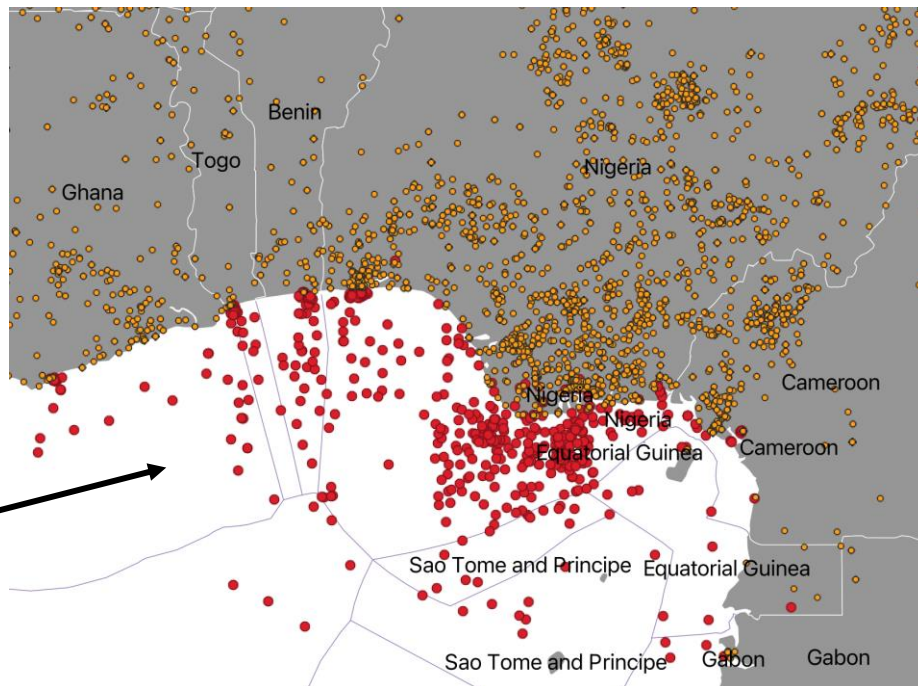 Benin
Togo
Nigeria
Ghana
Cameroon
Nigeria
Nigeria
Cameroon
Equatorial Guinea
Sao Tome and Principe
Equatorial Guinea
Sao Tome and Principe
Gabon
Gabon